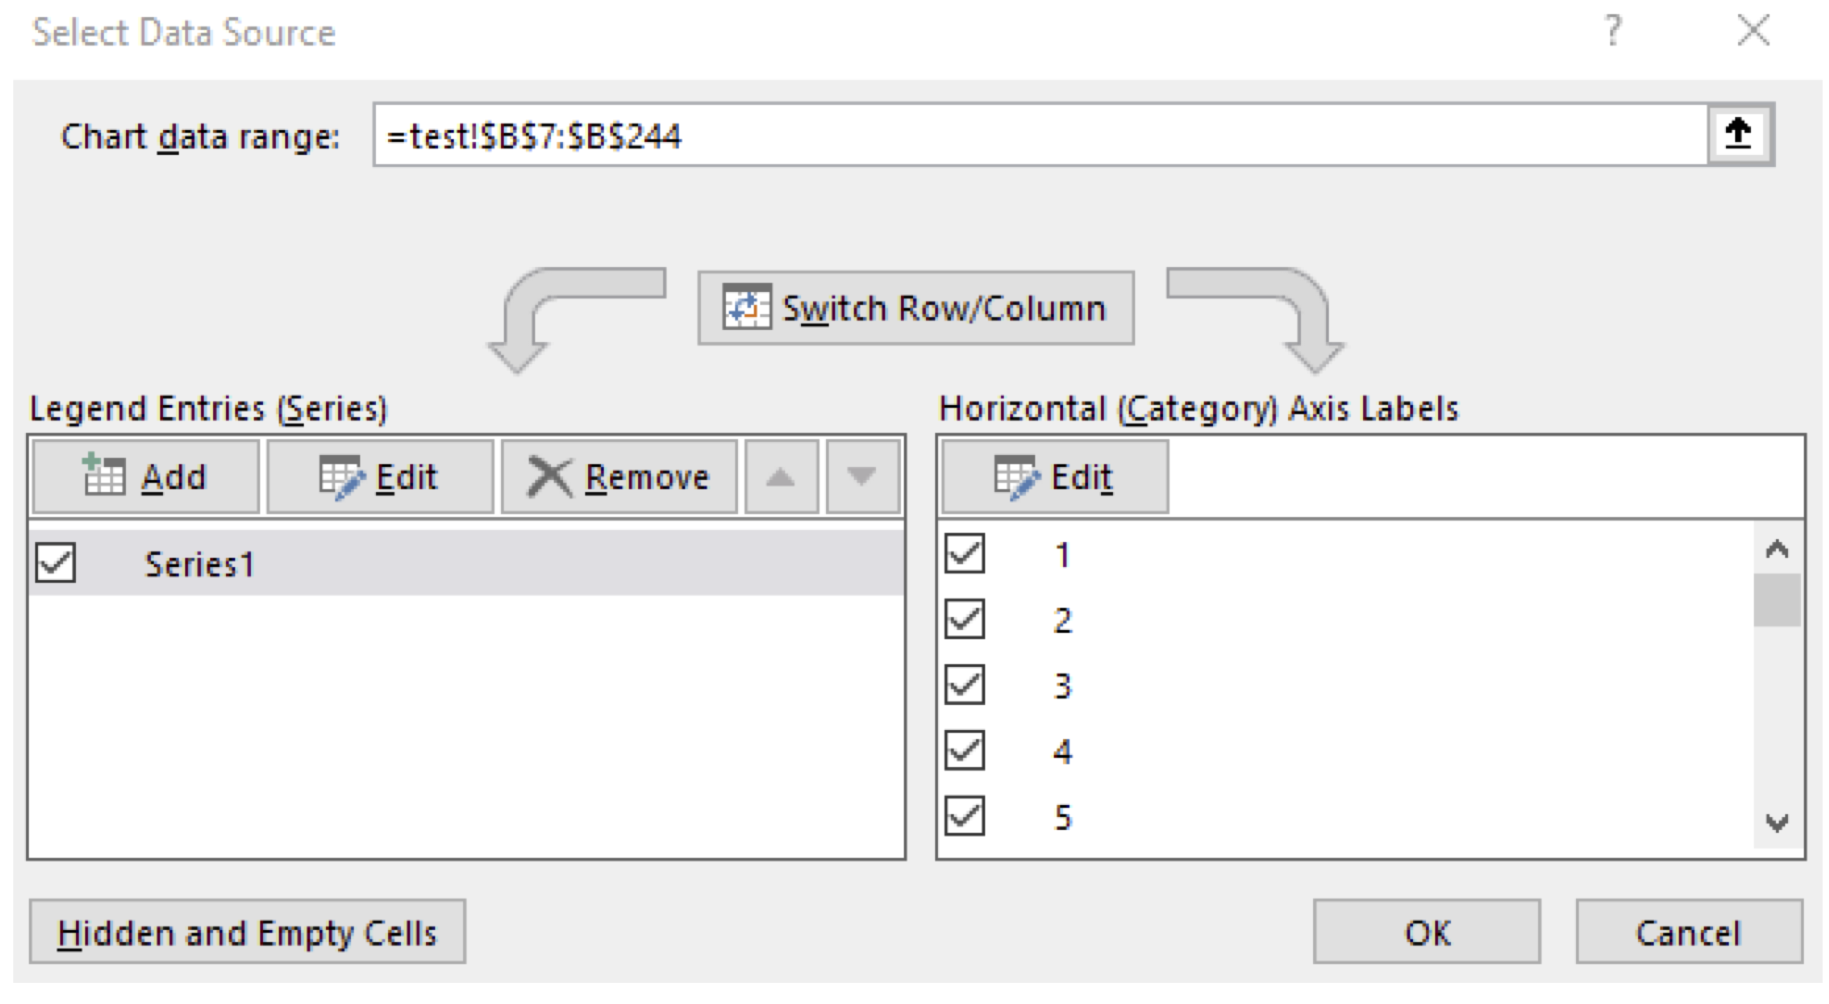 Select Data Source ?
Chart data range: =test!$B$7:$B$244
Switch Row/Column
Legend Entries (Series)
Add Edit Remove
Series1
Horizontal (Category) Axis Labels
Edit
1
2
3
4
5
Hidden and Empty Cells
OK Cancel